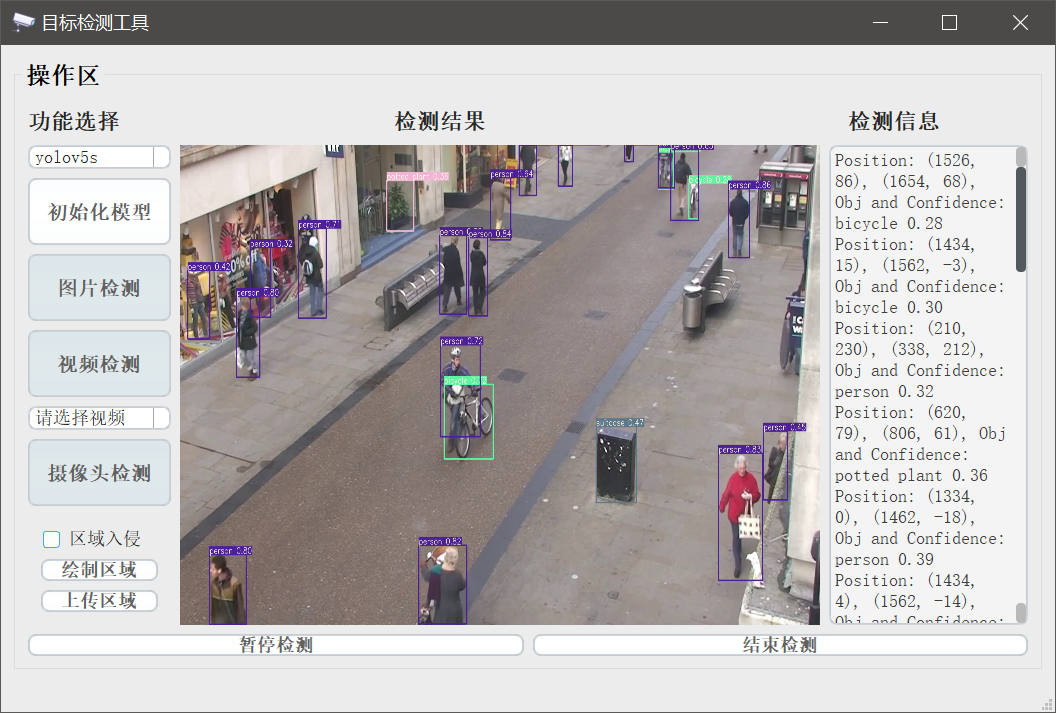 目标检测工具
操作区
功能选择
检测结果
检测信息
yolov5s
初始化模型
图片检测
视频检测
请选择视频
摄像头检测
区域入侵
绘制区域
上传区域
potted plant 0.36
person 0.64
person 0.86
person 0.71
person 0.32
person 0.42
person 0.80
person 0.84
person 0.72
suitcase 0.47
person 0.45
person 0.83
person 0.80
person 0.82
Position: (1526,
86), (1654, 68),
Obj and Confidence:
bicycle 0.28
Position: (1434,
15), (1562, -3),
Obj and Confidence:
bicycle 0.30
Position: (210,
230), (338, 212),
Obj and Confidence:
person 0.32
Position: (620,
79), (806, 61), Obj
and Confidence:
potted plant 0.36
Position: (1334,
0), (1462, -18),
Obj and Confidence:
person 0.39
Position: (1434,
4), (1562, -14),
Obj and Confidence:
暂停检测
结束检测